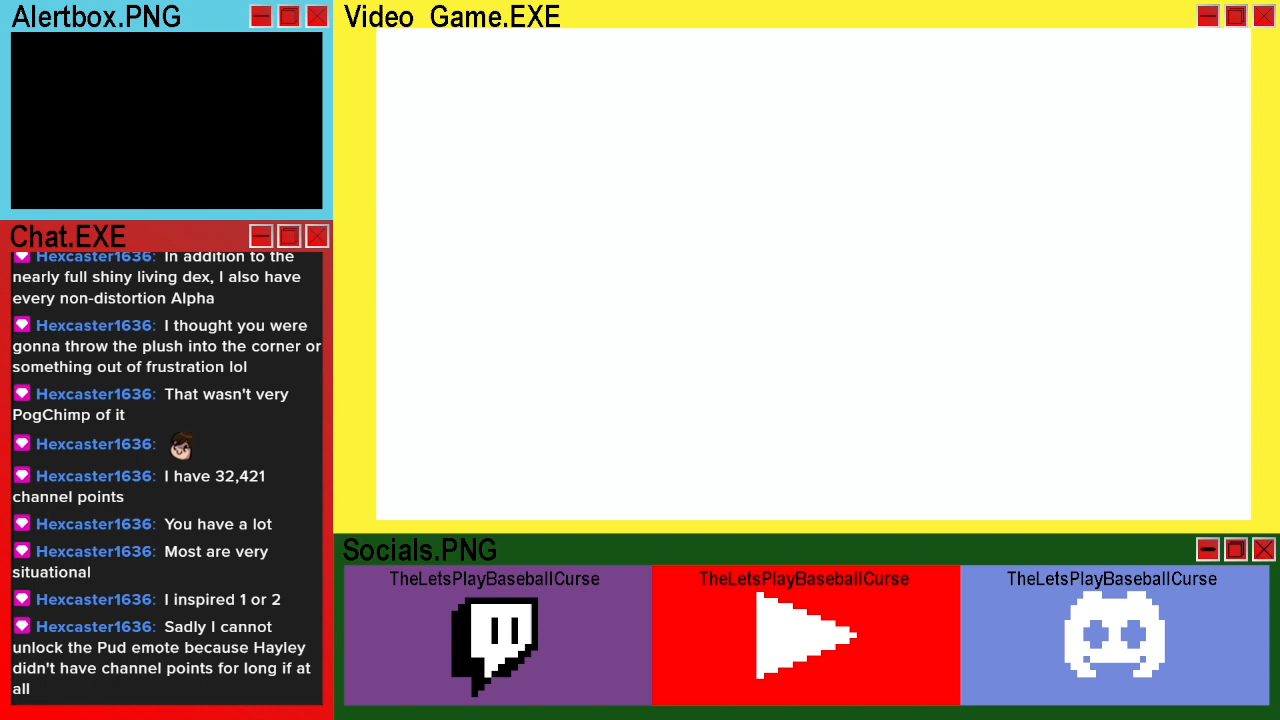 Alertbox.PNG
Video Game.EXE
Chat.EXE
Hexcaster1636: In addition to the
nearly full shiny living dex, I also have
every non-distortion Alpha
Hexcaster1636: I thought you were
gonna throw the plush into the corner or
something out of frustration lol
Hexcaster1636: That wasn't very
PogChimp of it
Hexcaster1636:
Hexcaster1636: I have 32,421
channel points
Hexcaster1636: You have a lot
Hexcaster1636: Most are very
situational
Hexcaster1636: I inspired 1 or 2
Hexcaster1636: Sadly I cannot
unlock the Pud emote because Hayley
didn't have channel points for long if at
all
Socials.PNG
TheLetsPlayBaseballCurse
TheLetsPlayBaseballCurse
TheLetsPlayBaseballCurse